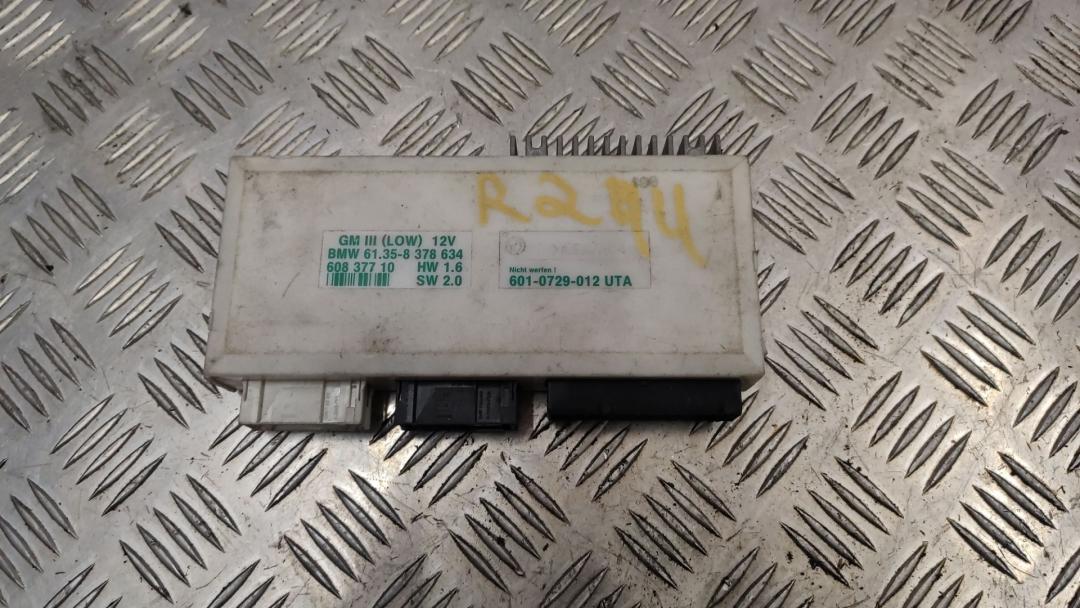 R244
GM III (LOW) 12V
BMW 61.35-8 378 634
608 377 10 HW 1.6
SW 2.0
Nicht werfen !
601-0729-012 UTA